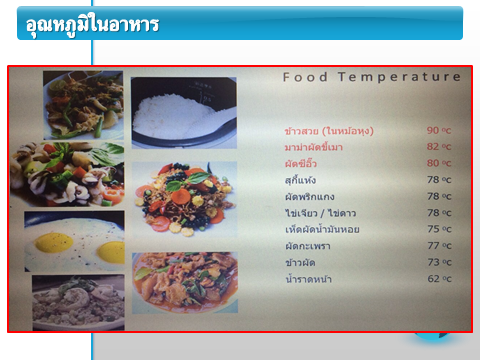 อุณหภูมิในอาหาร
Food Temperature
ข้าวสวย (ในหม้อหุง) 90 °c
มาม่าผัดขี้เมา 82 °c
ผัดซีอิ๊ว 80 °c
สุกี้แห้ง 78 °c
ผัดพริกแกง 78 °c
ไข่เจียว / ไข่ดาว 78 °c
เห็ดผัดน้ำมันหอย 75 °c
ผัดกะเพรา 77 °c
ข้าวผัด 73 °c
น้ำราดหน้า 62 °c